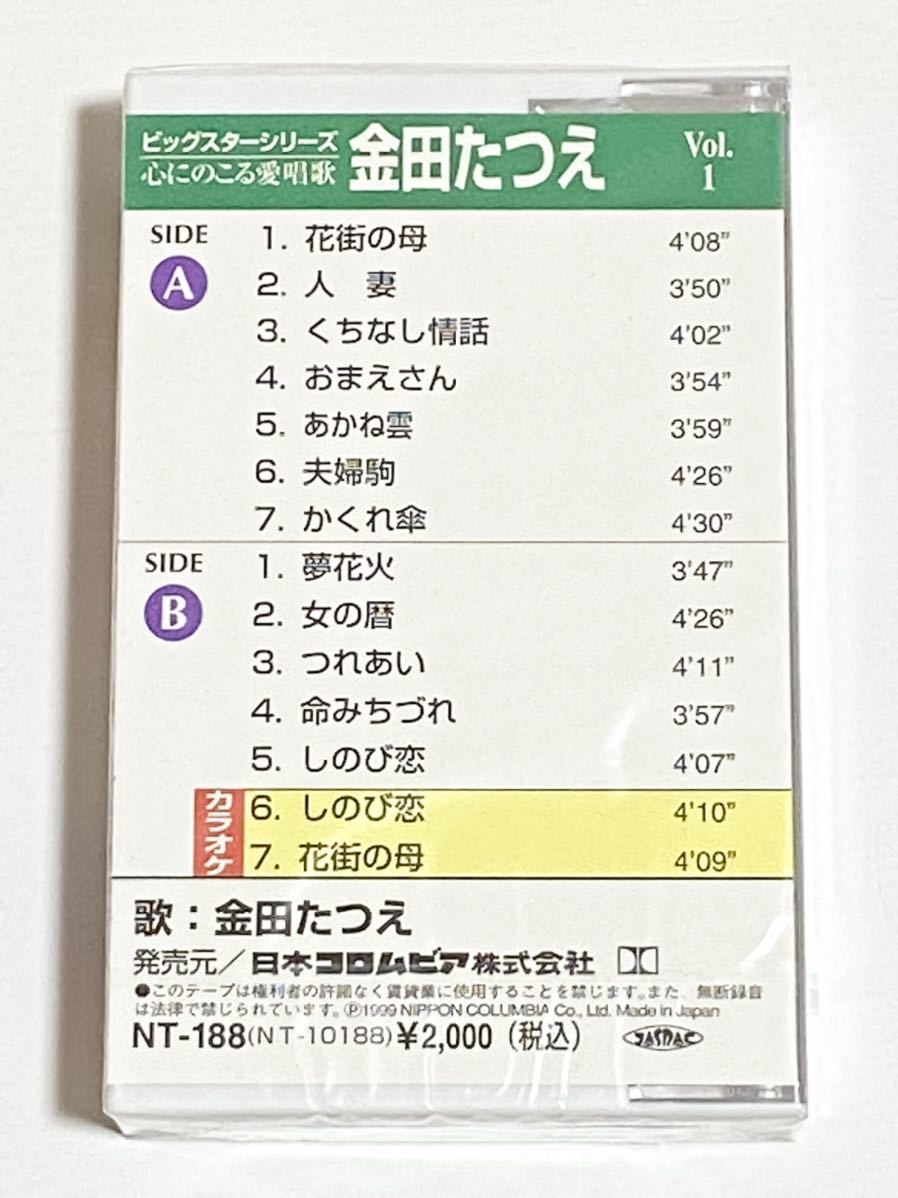 ビッグスターシリーズ
心にのこる愛唱歌
金田たつえ
Vol. 1
SIDE A
1. 花街の母 4'08"
2. 人 妻 3'50"
3. くちなし情話 4'02"
4. おまえさん 3'54"
5. あかね雲 3'59"
6. 夫婦駒 4'26"
7. かくれ傘 4'30"
SIDE B
1. 夢花火 3'47"
2. 女の暦 4'26"
3. つれあい 4'11"
4. 命みちづれ 3'57"
5. しのび恋 4'07"
カラオケ
6. しのび恋 4'10"
7. 花街の母 4'09"
歌：金田たつえ
発売元／日本コロムビア株式会社
●このテープは権利者の許諾なく賃貸業に使用することを禁じます。また、無断録音
は法律で禁じられています。Ⓟ1999 NIPPON COLUMBIA Co., Ltd. Made in Japan
NT-188(NT-10188)¥2,000（税込） JASRAC